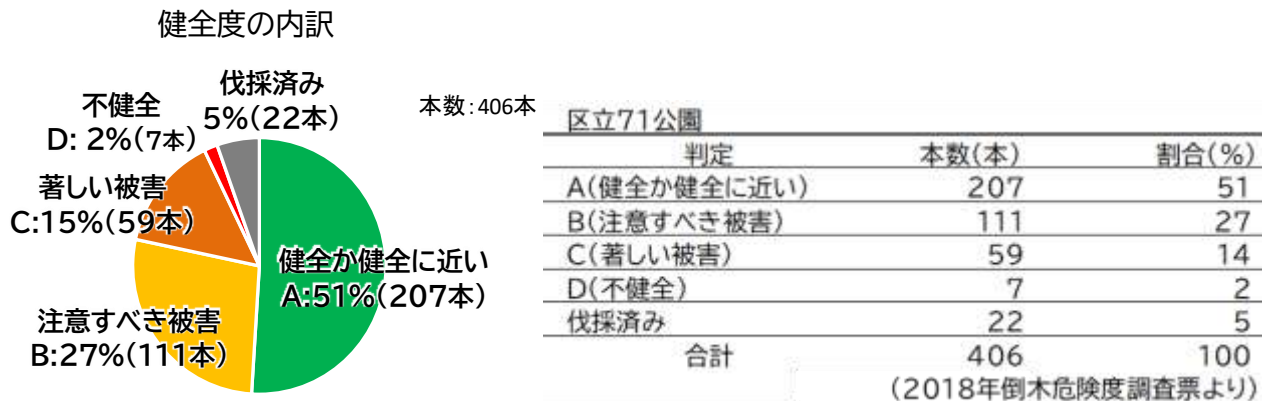 健全度の内訳
伐採済み
5%(22本)
不健全
D: 2%(7本)
著しい被害
C:15%(59本)
健全か健全に近い
A:51%(207本)
注意すべき被害
B:27%(111本)
本数:406本
区立71公園
判定 本数(本) 割合(%)
A(健全か健全に近い) 207 51
B(注意すべき被害) 111 27
C(著しい被害) 59 14
D(不健全) 7 2
伐採済み 22 5
合計 406 100
(2018年倒木危険度調査票より)